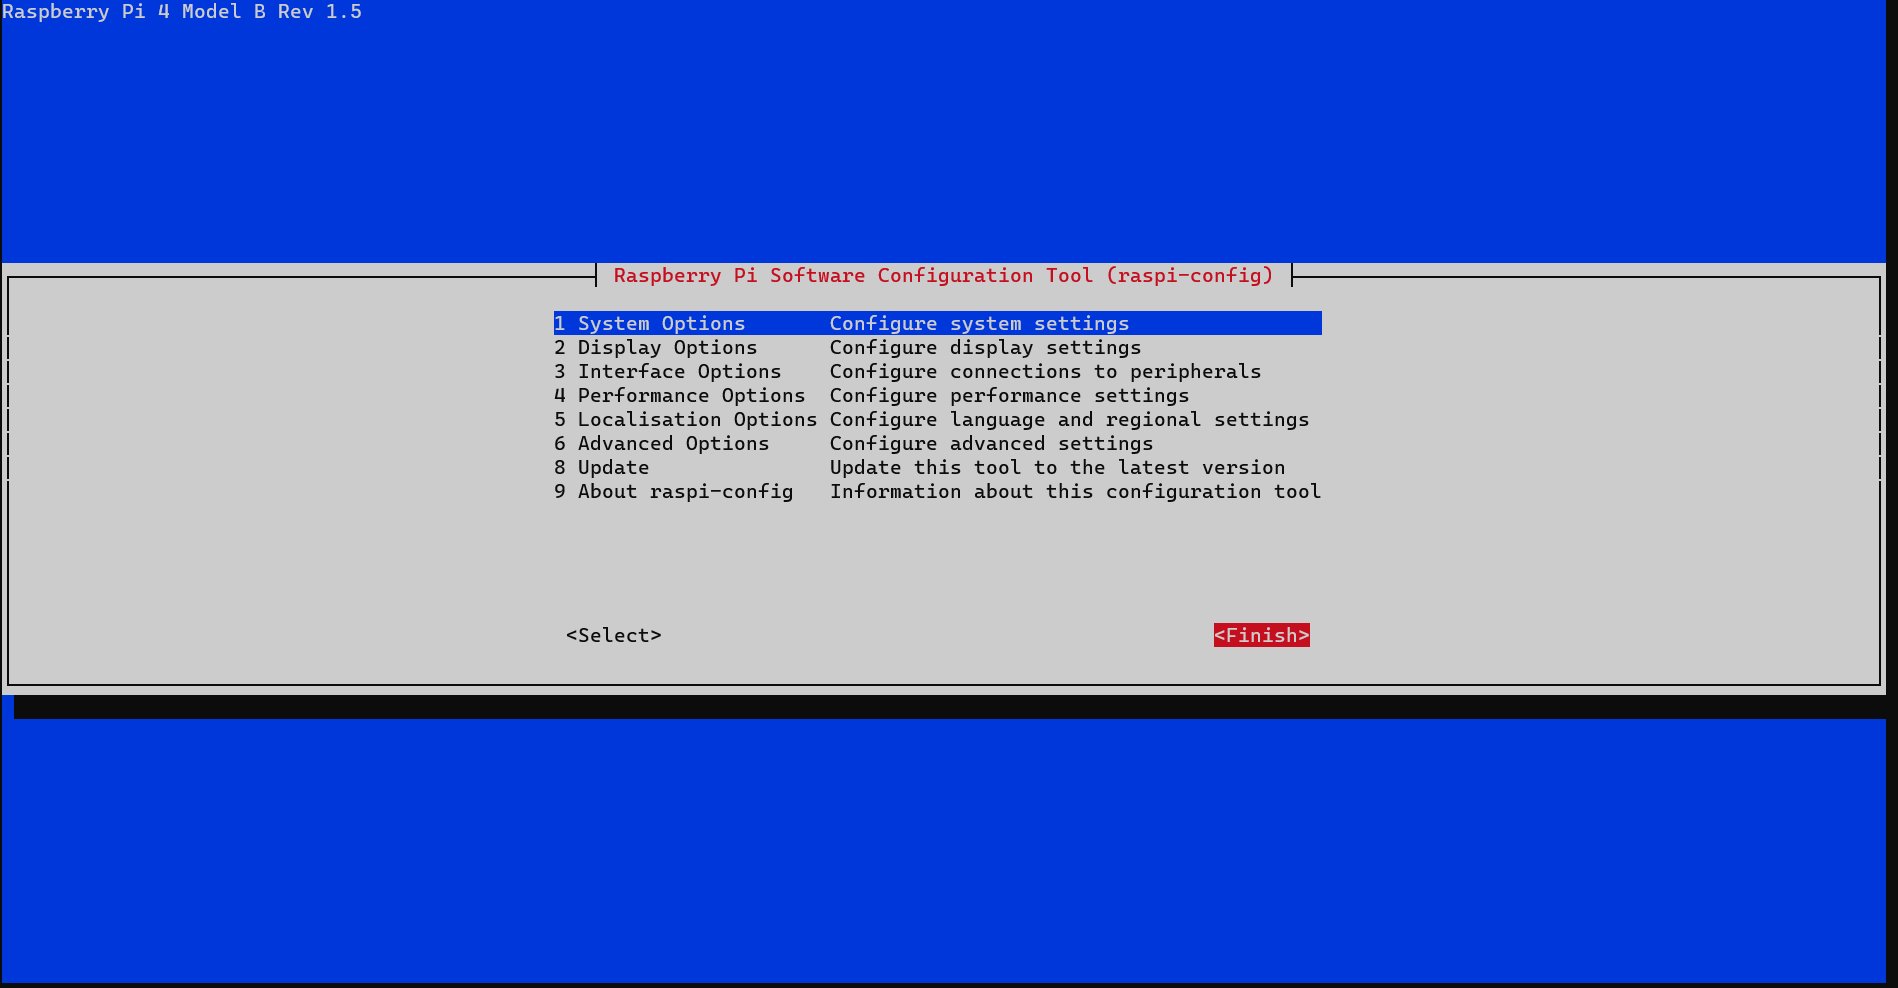 Raspberry Pi 4 Model B Rev 1.5
Raspberry Pi Software Configuration Tool (raspi-config)
1 System Options Configure system settings
2 Display Options Configure display settings
3 Interface Options Configure connections to peripherals
4 Performance Options Configure performance settings
5 Localisation Options Configure language and regional settings
6 Advanced Options Configure advanced settings
8 Update Update this tool to the latest version
9 About raspi-config Information about this configuration tool
<Select> <Finish>